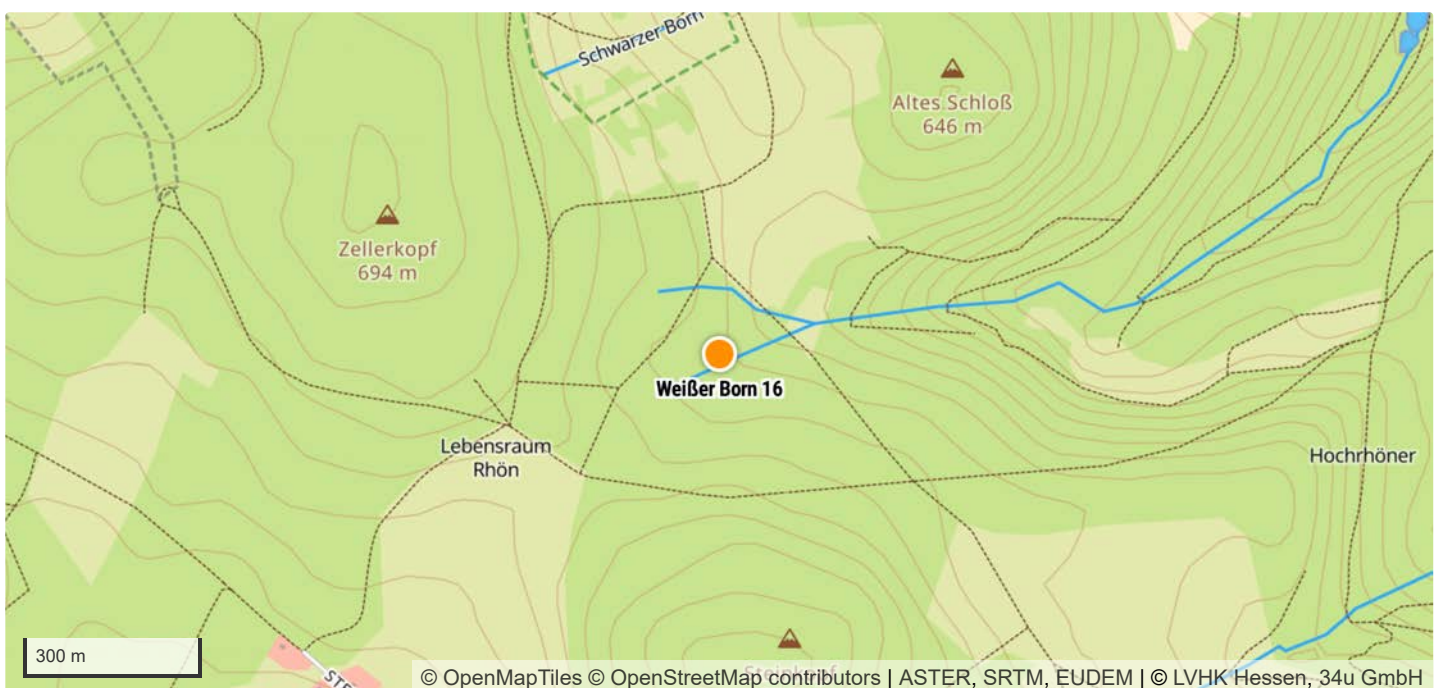 Schwarzer Born
Altes Schloß
646 m
Zellerkopf
694 m
Weißer Born 16
Lebensraum
Rhön
Hochrhöner
300 m
Steinkopf
© OpenMapTiles © OpenStreetMap contributors | ASTER, SRTM, EUDEM | © LVHK Hessen, 34u GmbH